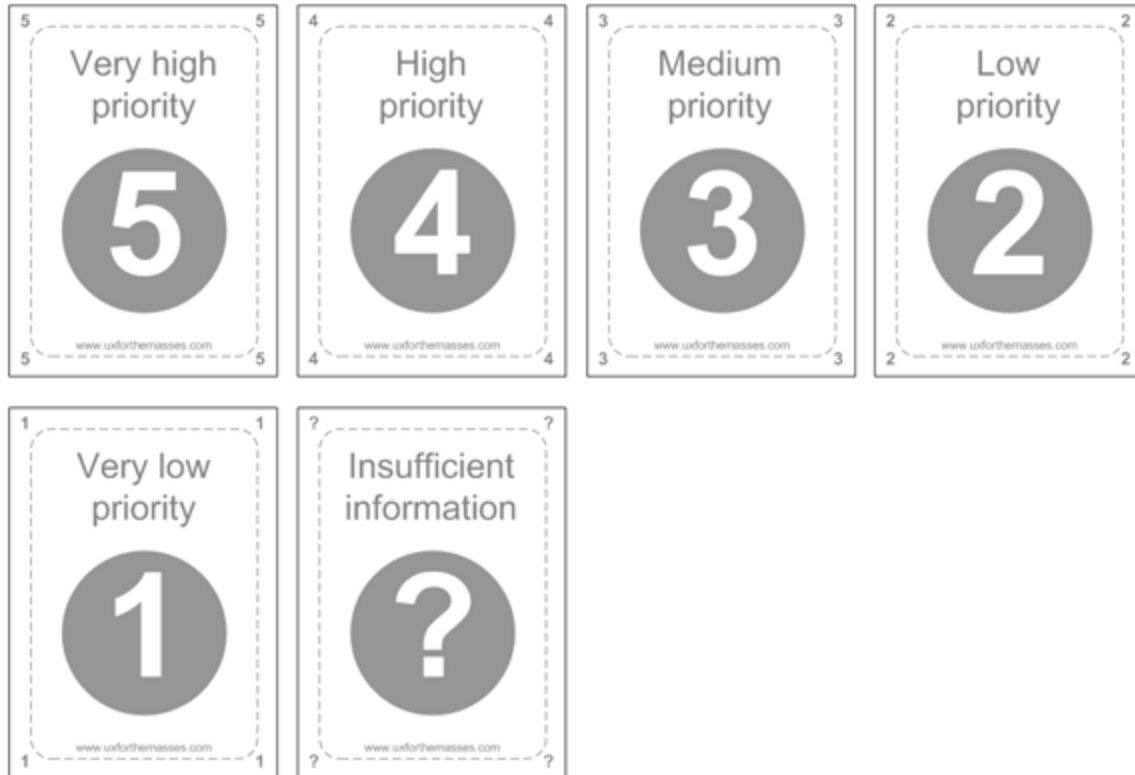 5 5
Very high
priority
5
www.uxforthemasses.com
5 5
4 4
High
priority
4
www.uxforthemasses.com
4 4
3 3
Medium
priority
3
www.uxforthemasses.com
3 3
2 2
Low
priority
2
www.uxforthemasses.com
2 2
1 1
Very low
priority
1
www.uxforthemasses.com
1 1
? ?
Insufficient
information
?
www.uxforthemasses.com
? ?